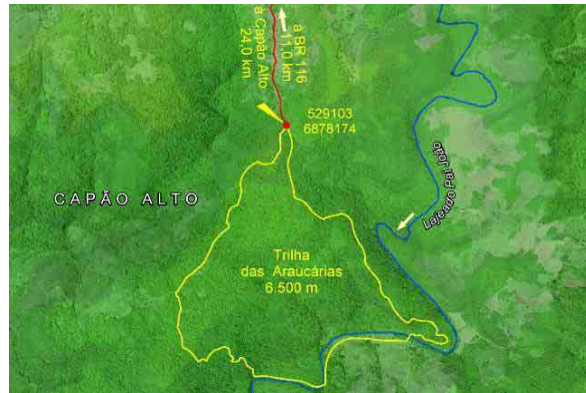 a BR 116
11,0 km
a Capão Alto
24,0 km
529103
6878174
Lajeado Pai João
CAPÃO ALTO
Trilha
das Araucárias
6.500 m